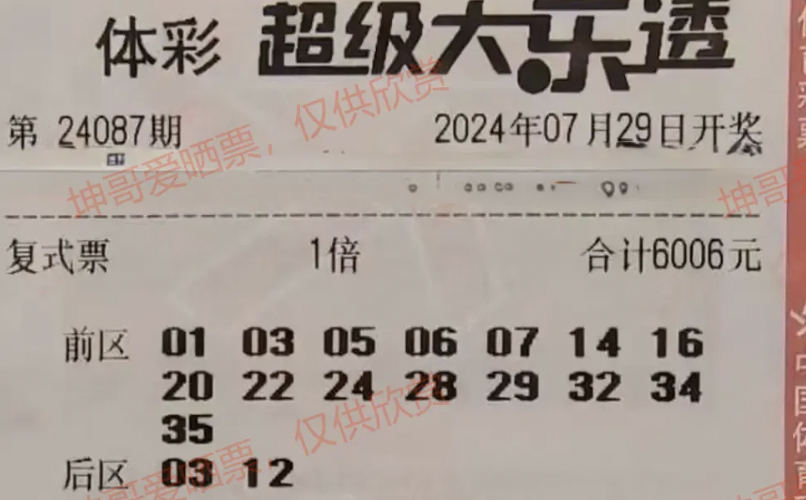 体彩 超级大乐透
第 24087期 2024年07月29日开奖
复式票 1倍 合计6006元
前区 01 03 05 06 07 14 16
20 22 24 28 29 32 34
35
后区 03 12
坤哥爱晒票，仅供欣赏
坤哥爱晒票，仅供欣赏
坤哥
中国体育